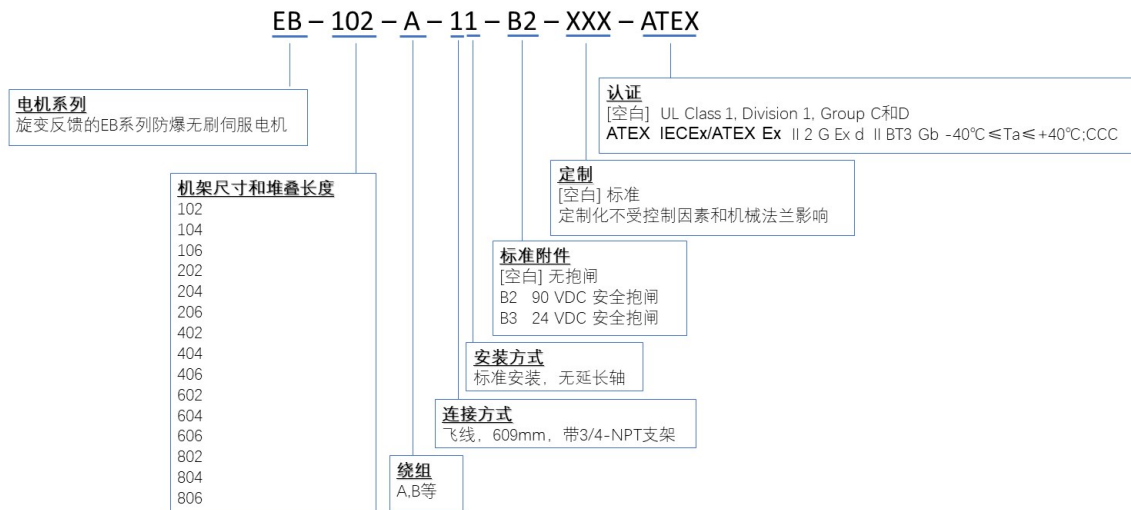 EB – 102 – A – 11 – B2 – XXX – ATEX
电机系列
旋变反馈的EB系列防爆无刷伺服电机
认证
[空白] UL Class 1, Division 1, Group C和D
ATEX IECEx/ATEX Ex II 2 G Ex d II BT3 Gb -40℃≤Ta≤+40℃;CCC
定制
[空白] 标准
定制化不受控制因素和机械法兰影响
机架尺寸和堆叠长度
102
104
106
202
204
206
402
404
406
602
604
606
802
804
806
标准附件
[空白] 无抱闸
B2 90 VDC 安全抱闸
B3 24 VDC 安全抱闸
安装方式
标准安装，无延长轴
连接方式
飞线，609mm，带3/4-NPT支架
绕组
A,B等